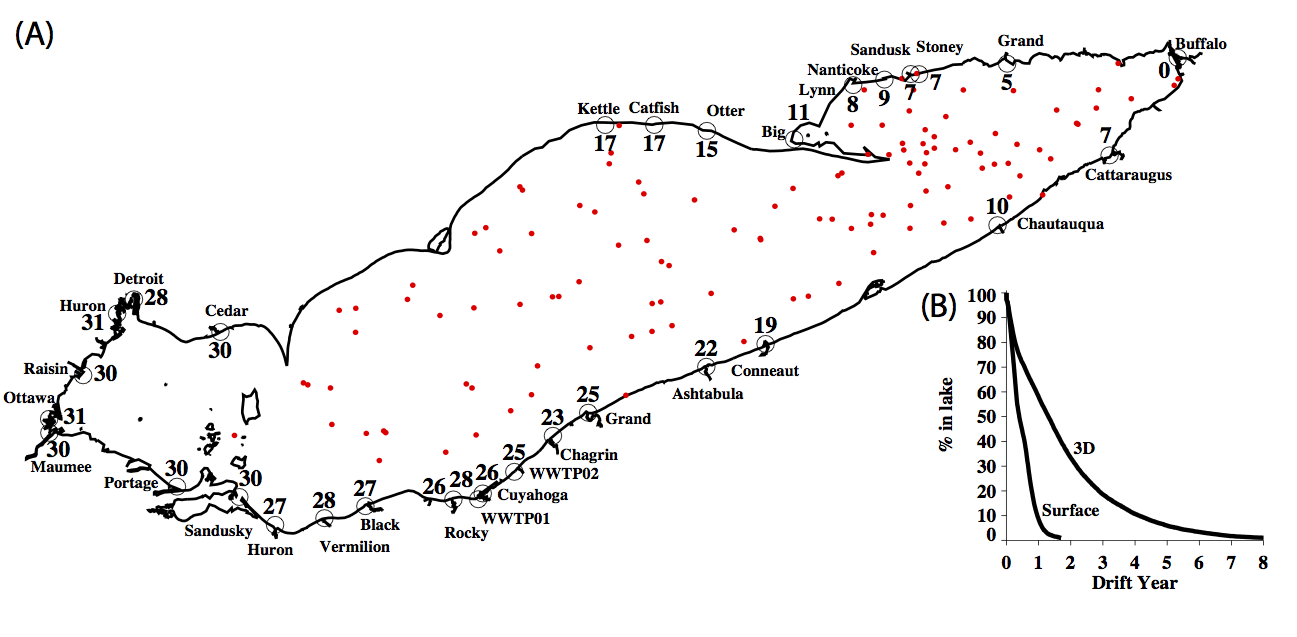 (A)
Buffalo
0
Grand
5
Sandusk
7
Stoney
7
Nanticoke
9
Lynn
8
Big
11
Otter
15
Catfish
17
Kettle
17
7
Cattaraugus
10
Chautauqua
Detroit
28
Huron
31
Cedar
30
Raisin
30
Ottawa
31
30
Maumee
30
Portage
30
Sandusky
27
Huron
28
Vermilion
27
Black
26
Rocky
28
WWTP01
26
Cuyahoga
25
WWTP02
23
Chagrin
25
Grand
22
Ashtabula
19
Conneaut
(B)
% in lake
100
90
80
70
60
50
40
30
20
10
0
3D
Surface
0 1 2 3 4 5 6 7 8
Drift Year